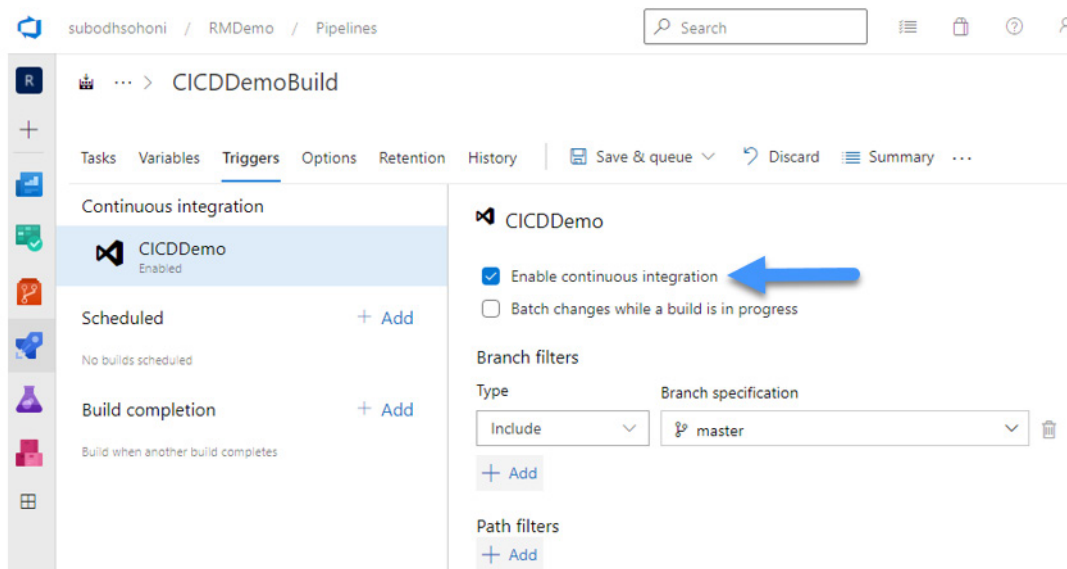 subodhsohoni / RMDemo / Pipelines
Search
R
... > CICDDemoBuild
Tasks Variables Triggers Options Retention History Save & queue Discard Summary ...
Continuous integration
CICDDemo
Enabled
Scheduled + Add
No builds scheduled
Build completion + Add
Build when another build completes
CICDDemo
Enable continuous integration
Batch changes while a build is in progress
Branch filters
Type Branch specification
Include master
+ Add
Path filters
+ Add